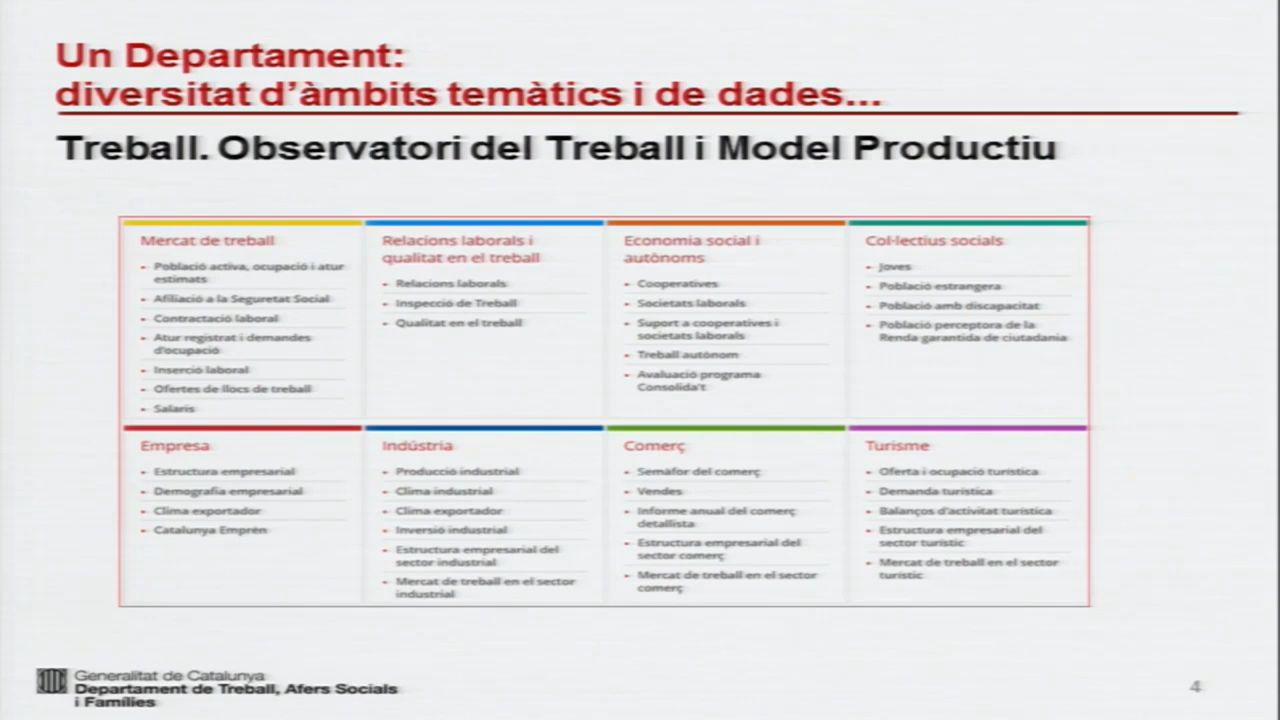 Un Departament:
diversitat d'àmbits temàtics i de dades...
Treball. Observatori del Treball i Model Productiu
Mercat de treball
Població activa, ocupació i atur
estimats
Afiliació a la Seguretat Social
Contractació laboral
Atur registrat i demandes
d'ocupació
Inserció laboral
Ofertes de llocs de treball
Salaris
Relacions laborals i
qualitat en el treball
Relacions laborals
Inspecció de Treball
Qualitat en el treball
Economia social i
autònoms
Cooperatives
Societats laborals
Suport a cooperatives i
societats laborals
Treball autònom
Avaluació programa
Consolida't
Col·lectius socials
Joves
Població estrangera
Població amb discapacitat
Població perceptora de la
Renda garantida de ciutadania
Empresa
Estructura empresarial
Demografia empresarial
Clima exportador
Catalunya Emprèn
Indústria
Producció industrial
Clima industrial
Clima exportador
Inversió industrial
Estructura empresarial del
sector industrial
Mercat de treball en el sector
industrial
Comerç
Semàfor del comerç
Vendes
Informe anual del comerç
detallista
Estructura empresarial del
sector comerç
Mercat de treball en el sector
comerç
Turisme
Oferta i ocupació turística
Demanda turística
Balanços d'activitat turística
Estructura empresarial del
sector turístic
Mercat de treball en el sector
turístic
Generalitat de Catalunya
Departament de Treball, Afers Socials
i Famílies
4